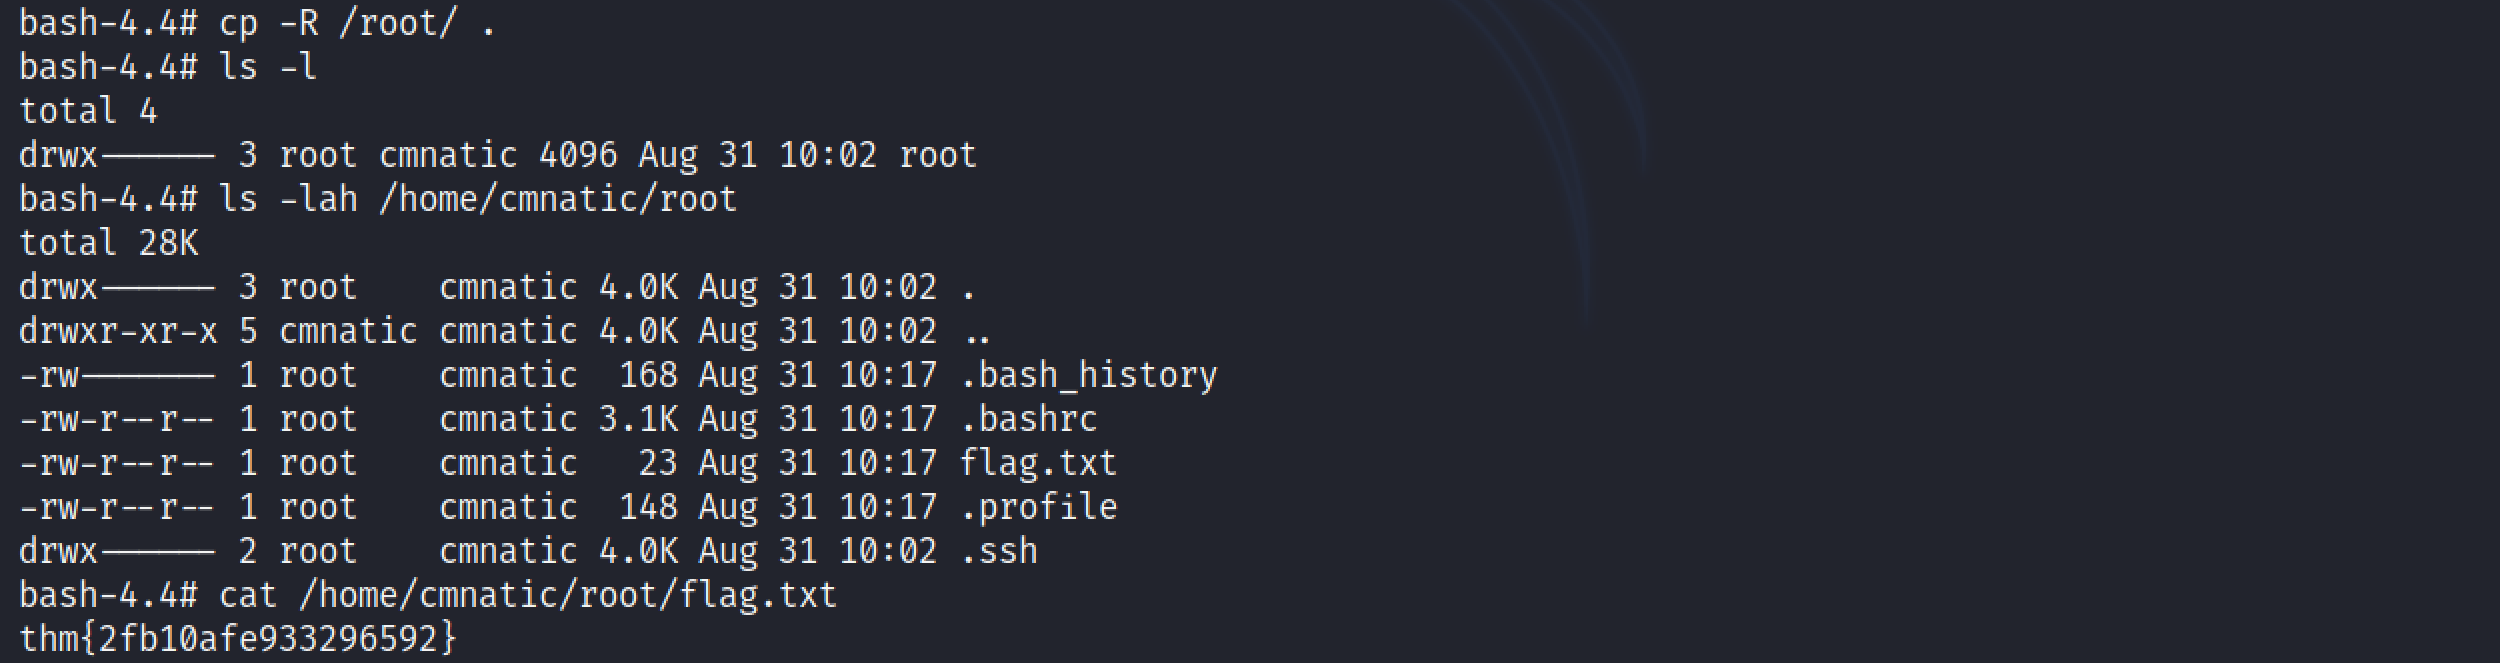 bash-4.4# cp -R /root/ .
bash-4.4# ls -l
total 4
drwx------ 3 root cmnatic 4096 Aug 31 10:02 root
bash-4.4# ls -lah /home/cmnatic/root
total 28K
drwx------ 3 root    cmnatic 4.0K Aug 31 10:02 .
drwxr-xr-x 5 cmnatic cmnatic 4.0K Aug 31 10:02 ..
-rw------- 1 root    cmnatic  168 Aug 31 10:17 .bash_history
-rw-r--r-- 1 root    cmnatic 3.1K Aug 31 10:17 .bashrc
-rw-r--r-- 1 root    cmnatic   23 Aug 31 10:17 flag.txt
-rw-r--r-- 1 root    cmnatic  148 Aug 31 10:17 .profile
drwx------ 2 root    cmnatic 4.0K Aug 31 10:02 .ssh
bash-4.4# cat /home/cmnatic/root/flag.txt
thm{2fb10afe933296592}